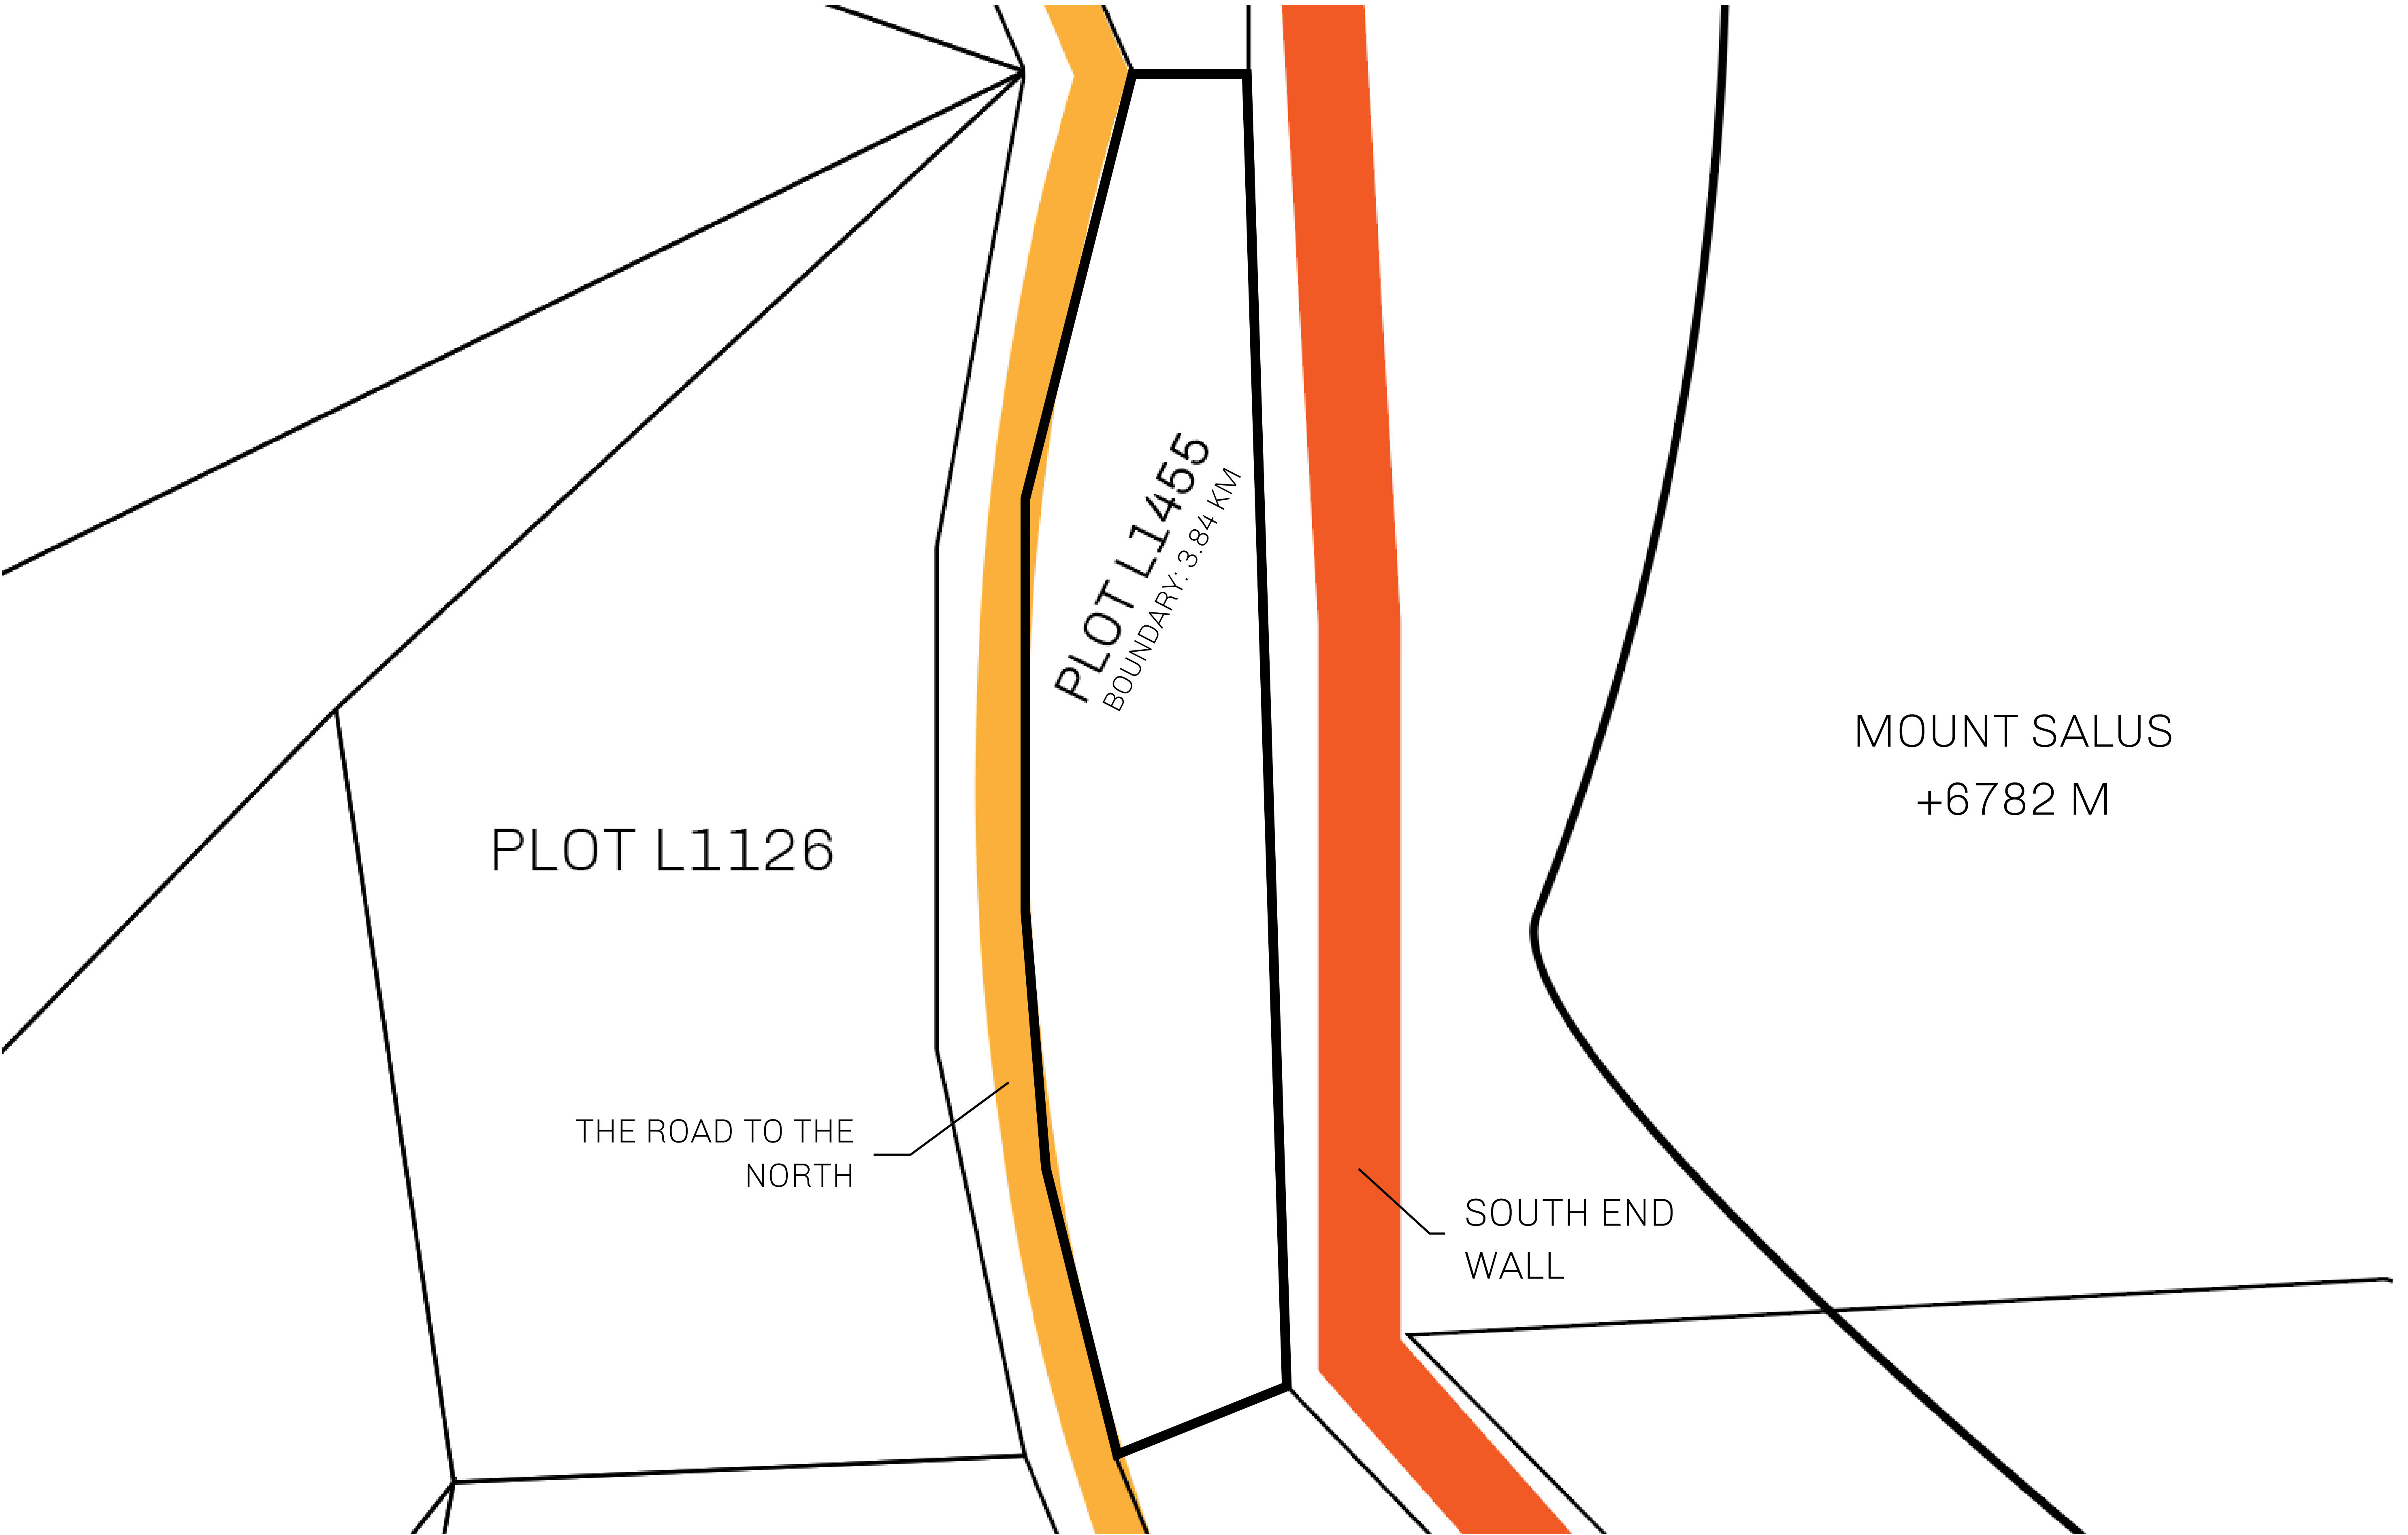 PLOT L1455
BOUNDARY: 3.84 KM
MOUNT SALUS
+6782 M
PLOT L1126
THE ROAD TO THE
NORTH
SOUTH END
WALL